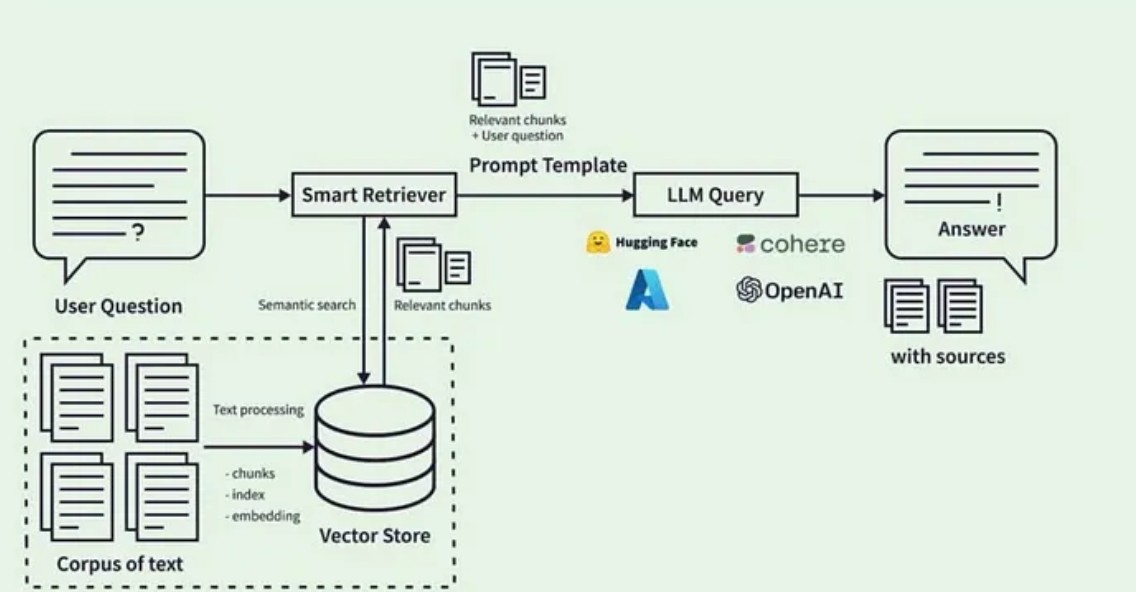 Relevant chunks
+ User question
Prompt Template
?
User Question
Smart Retriever
LLM Query
!
Answer
with sources
Hugging Face
cohere
OpenAI
Semantic search
Relevant chunks
Text processing
- chunks
- index
- embedding
Vector Store
Corpus of text